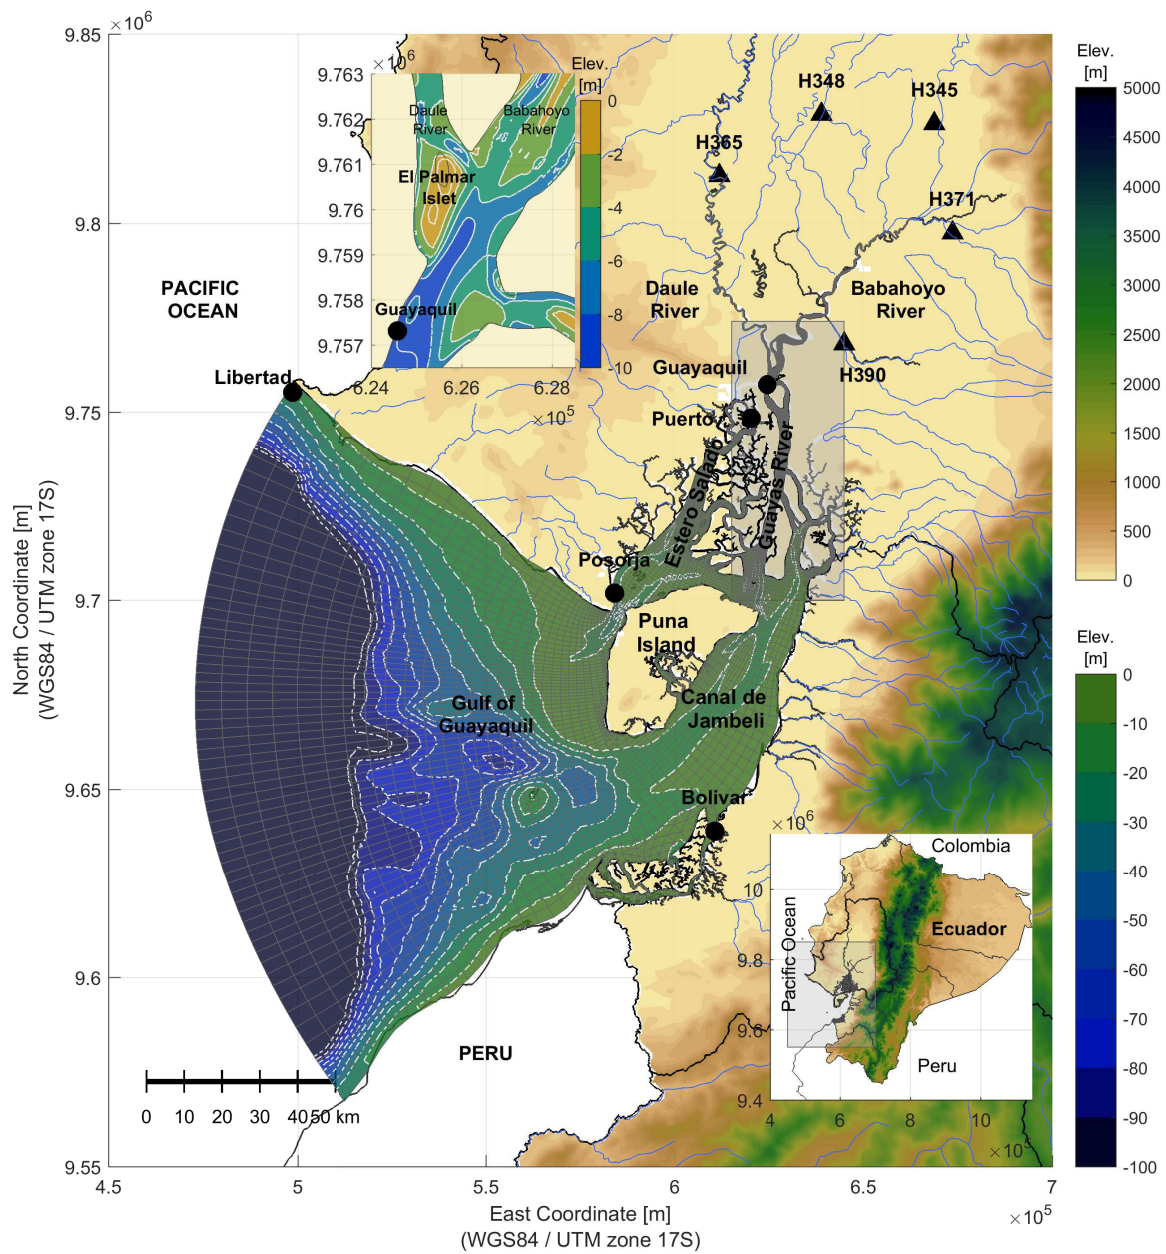 ×10⁶
9.85
9.8
9.75
9.7
9.65
9.6
9.55
North Coordinate [m]
(WGS84 / UTM zone 17S)
4.5
5
5.5
6
6.5
7
×10⁵
East Coordinate [m]
(WGS84 / UTM zone 17S)
×10⁶
9.763
9.762
9.761
9.76
9.759
9.758
9.757
6.24
6.26
6.28
×10⁵
Daule
River
Babahoyo
River
El Palmar
Islet
Guayaquil
Elev.
[m]
0
-2
-4
-6
-8
-10
PACIFIC
OCEAN
Libertad
H348
H345
H365
H371
H390
Daule
River
Babahoyo
River
Guayaquil
Puerto
Estero Salado
Guayas River
Posorja
Puna
Island
Gulf of
Guayaquil
Canal de
Jambeli
Bolivar
PERU
0
10
20
30
40
50 km
×10⁶
10
9.8
9.6
9.4
4
6
8
10
×10⁵
Colombia
Ecuador
Peru
Pacific Ocean
Elev.
[m]
5000
4500
4000
3500
3000
2500
2000
1500
1000
500
0
Elev.
[m]
0
-10
-20
-30
-40
-50
-60
-70
-80
-90
-100